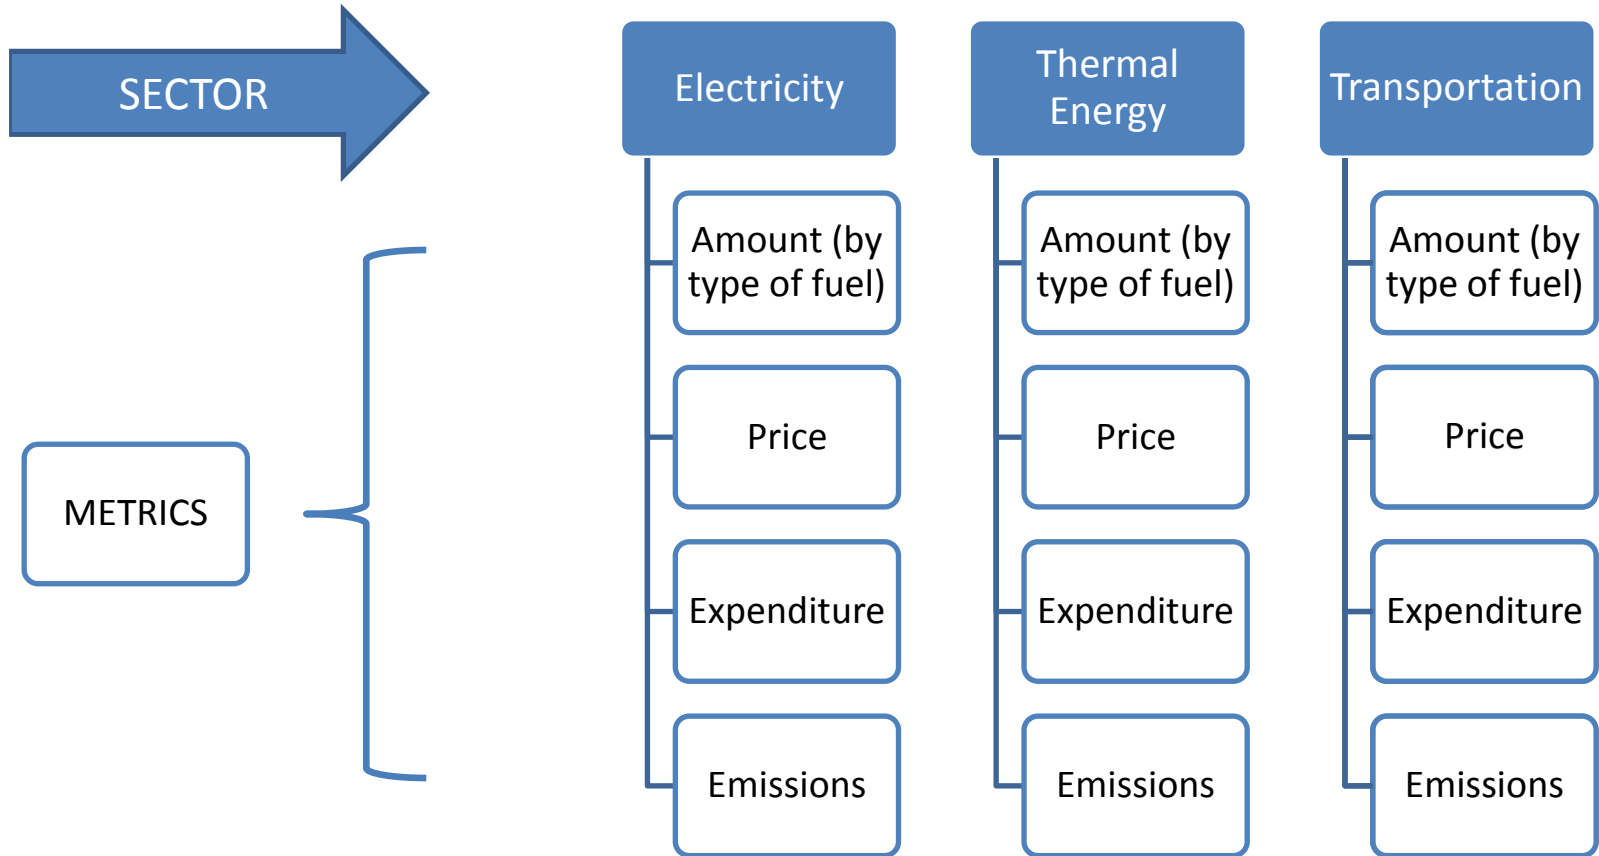 SECTOR
Electricity
Thermal
Energy
Transportation
METRICS
Amount (by
type of fuel)
Price
Expenditure
Emissions
Amount (by
type of fuel)
Price
Expenditure
Emissions
Amount (by
type of fuel)
Price
Expenditure
Emissions